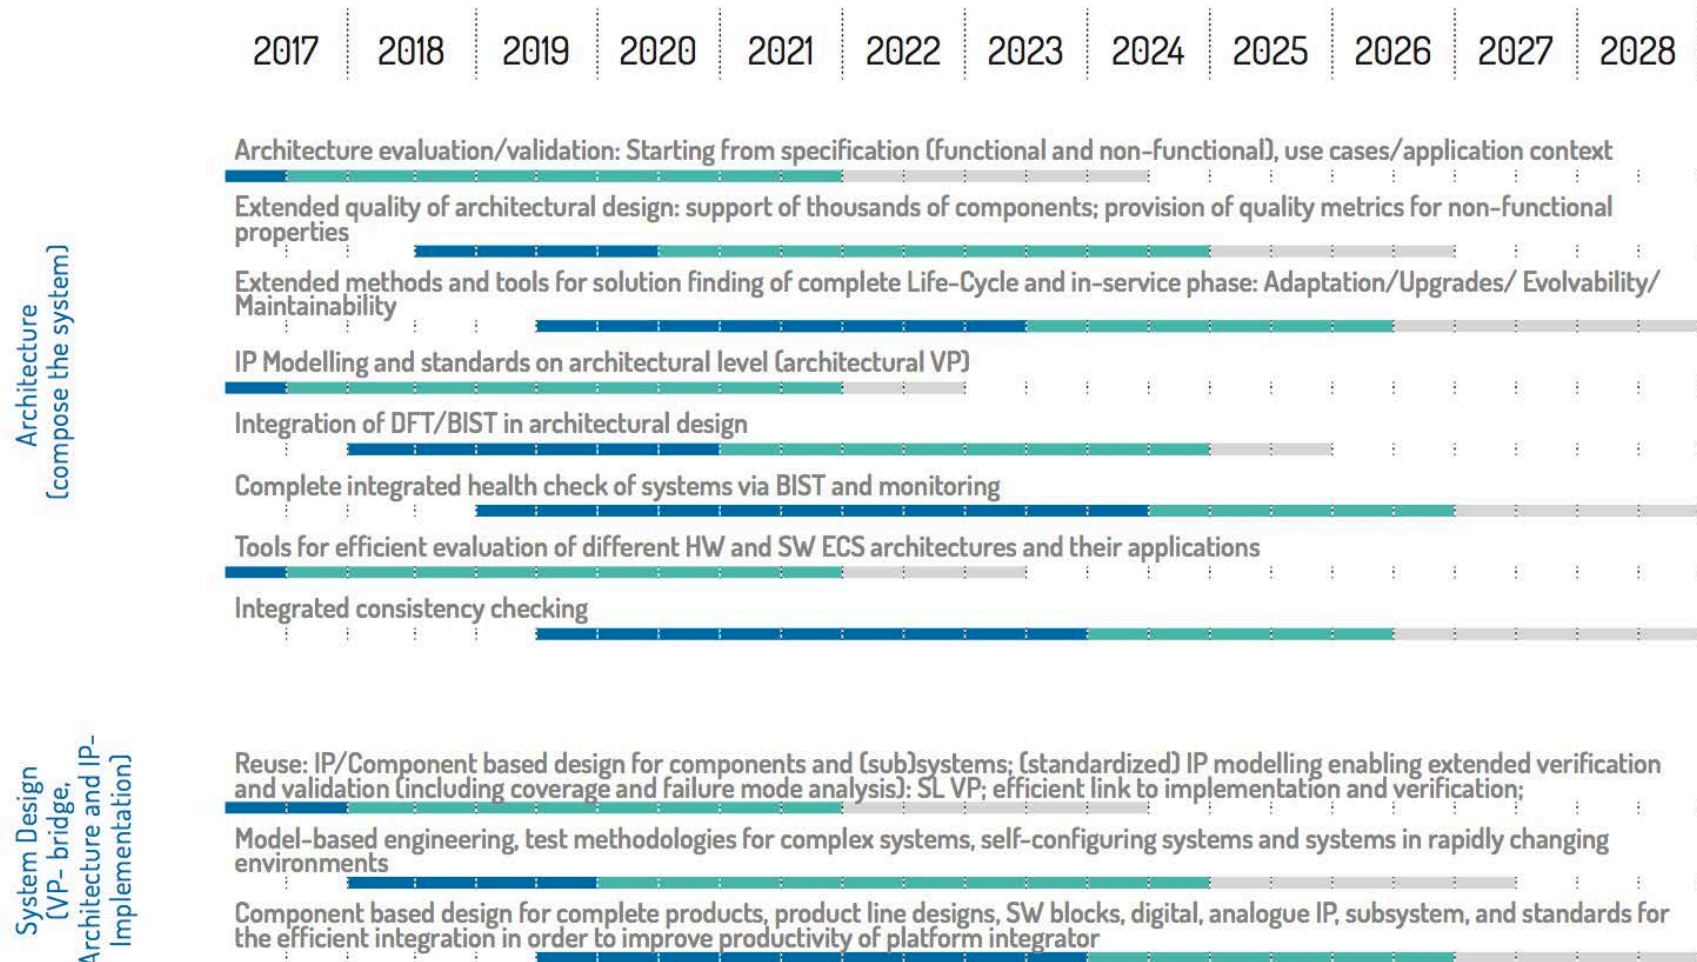 2017 2018 2019 2020 2021 2022 2023 2024 2025 2026 2027 2028
Architecture
(compose the system)
Architecture evaluation/validation: Starting from specification (functional and non-functional), use cases/application context
Extended quality of architectural design: support of thousands of components; provision of quality metrics for non-functional
properties
Extended methods and tools for solution finding of complete Life-Cycle and in-service phase: Adaptation/Upgrades/ Evolvability/
Maintainability
IP Modelling and standards on architectural level (architectural VP)
Integration of DFT/BIST in architectural design
Complete integrated health check of systems via BIST and monitoring
Tools for efficient evaluation of different HW and SW ECS architectures and their applications
Integrated consistency checking
System Design
(VP- bridge,
Architecture and IP-
Implementation)
Reuse: IP/Component based design for components and (sub)systems; (standardized) IP modelling enabling extended verification
and validation (including coverage and failure mode analysis): SL VP; efficient link to implementation and verification;
Model-based engineering, test methodologies for complex systems, self-configuring systems and systems in rapidly changing
environments
Component based design for complete products, product line designs, SW blocks, digital, analogue IP, subsystem, and standards for
the efficient integration in order to improve productivity of platform integrator